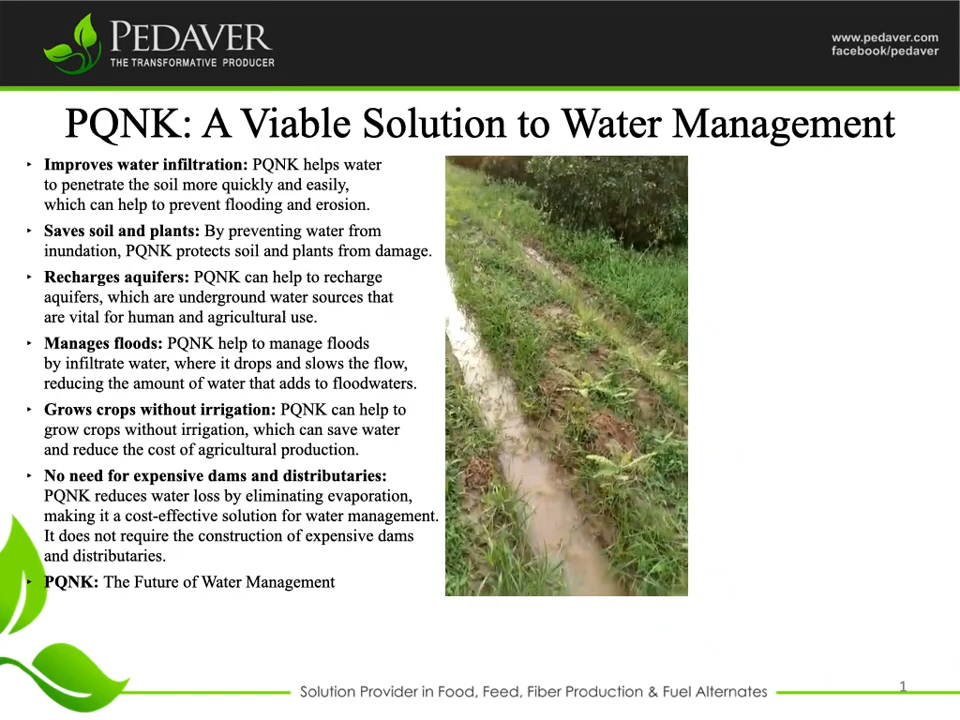 PEDAVER
THE TRANSFORMATIVE PRODUCER
www.pedaver.com
facebook/pedaver
PQNK: A Viable Solution to Water Management
‣ Improves water infiltration: PQNK helps water
to penetrate the soil more quickly and easily,
which can help to prevent flooding and erosion.
‣ Saves soil and plants: By preventing water from
inundation, PQNK protects soil and plants from damage.
‣ Recharges aquifers: PQNK can help to recharge
aquifers, which are underground water sources that
are vital for human and agricultural use.
‣ Manages floods: PQNK help to manage floods
by infiltrate water, where it drops and slows the flow,
reducing the amount of water that adds to floodwaters.
‣ Grows crops without irrigation: PQNK can help to
grow crops without irrigation, which can save water
and reduce the cost of agricultural production.
‣ No need for expensive dams and distributaries:
PQNK reduces water loss by eliminating evaporation,
making it a cost-effective solution for water management.
It does not require the construction of expensive dams
and distributaries.
‣ PQNK: The Future of Water Management
Solution Provider in Food, Feed, Fiber Production & Fuel Alternates
1